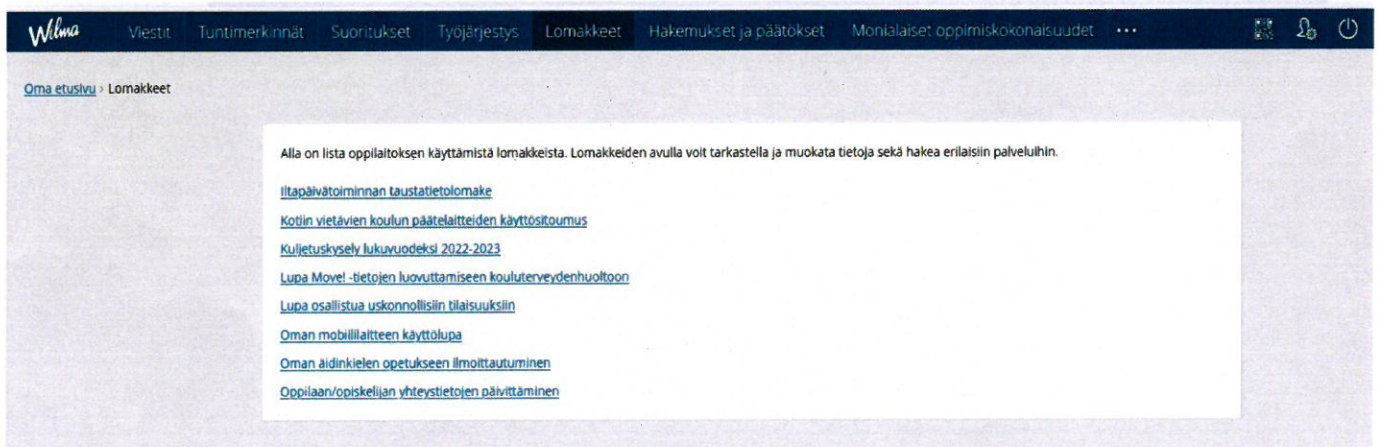 Wilma Viestit Tuntimerkinnät Suoritukset Työjärjestys Lomakkeet Hakemukset ja päätökset Monialaiset oppimiskokonaisuudet ...
Oma etusivu › Lomakkeet
Alla on lista oppilaitoksen käyttämistä lomakkeista. Lomakkeiden avulla voit tarkastella ja muokata tietoja sekä hakea erilaisiin palveluihin.
Iltapäivätoiminnan taustatietolomake
Kotiin vietävien koulun päätelaitteiden käyttösitoumus
Kuljetuskysely lukuvuodeksi 2022-2023
Lupa Move! -tietojen luovuttamiseen kouluterveydenhuoltoon
Lupa osallistua uskonnollisiin tilaisuuksiin
Oman mobiililaitteen käyttölupa
Oman äidinkielen opetukseen ilmoittautuminen
Oppilaan/opiskelijan yhteystietojen päivittäminen